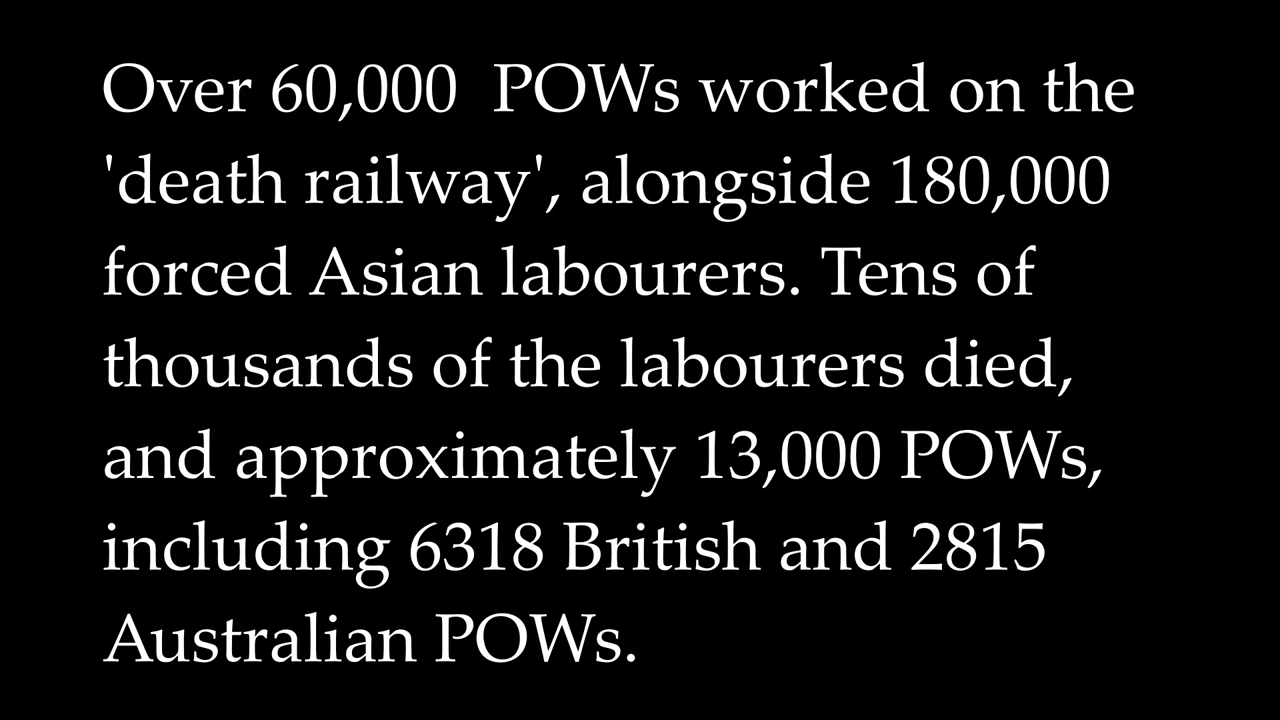 Over 60,000  POWs worked on the
'death railway', alongside 180,000
forced Asian labourers. Tens of
thousands of the labourers died,
and approximately 13,000 POWs,
including 6318 British and 2815
Australian POWs.